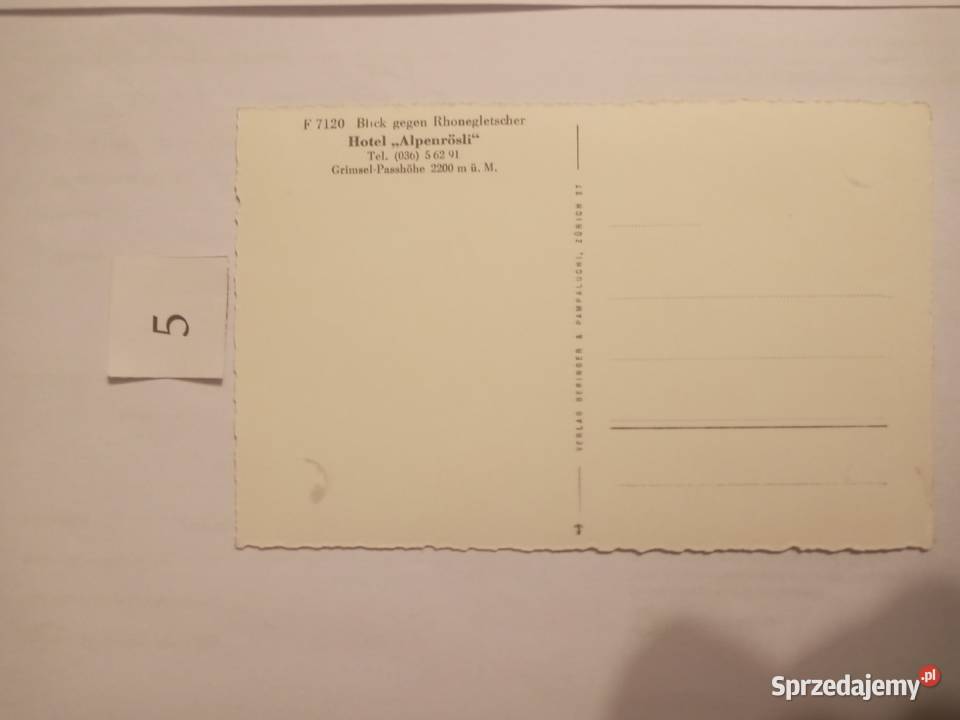 F 7120 Blick gegen Rhonegletscher
Hotel „Alpenrösli“
Tel. (036) 5 62 91
Grimsel-Passhöhe 2200 m ü. M.
VERLAG BERINGER & PAMPALUCHI, ZÜRICH 37
5
Sprzedajemy.pl